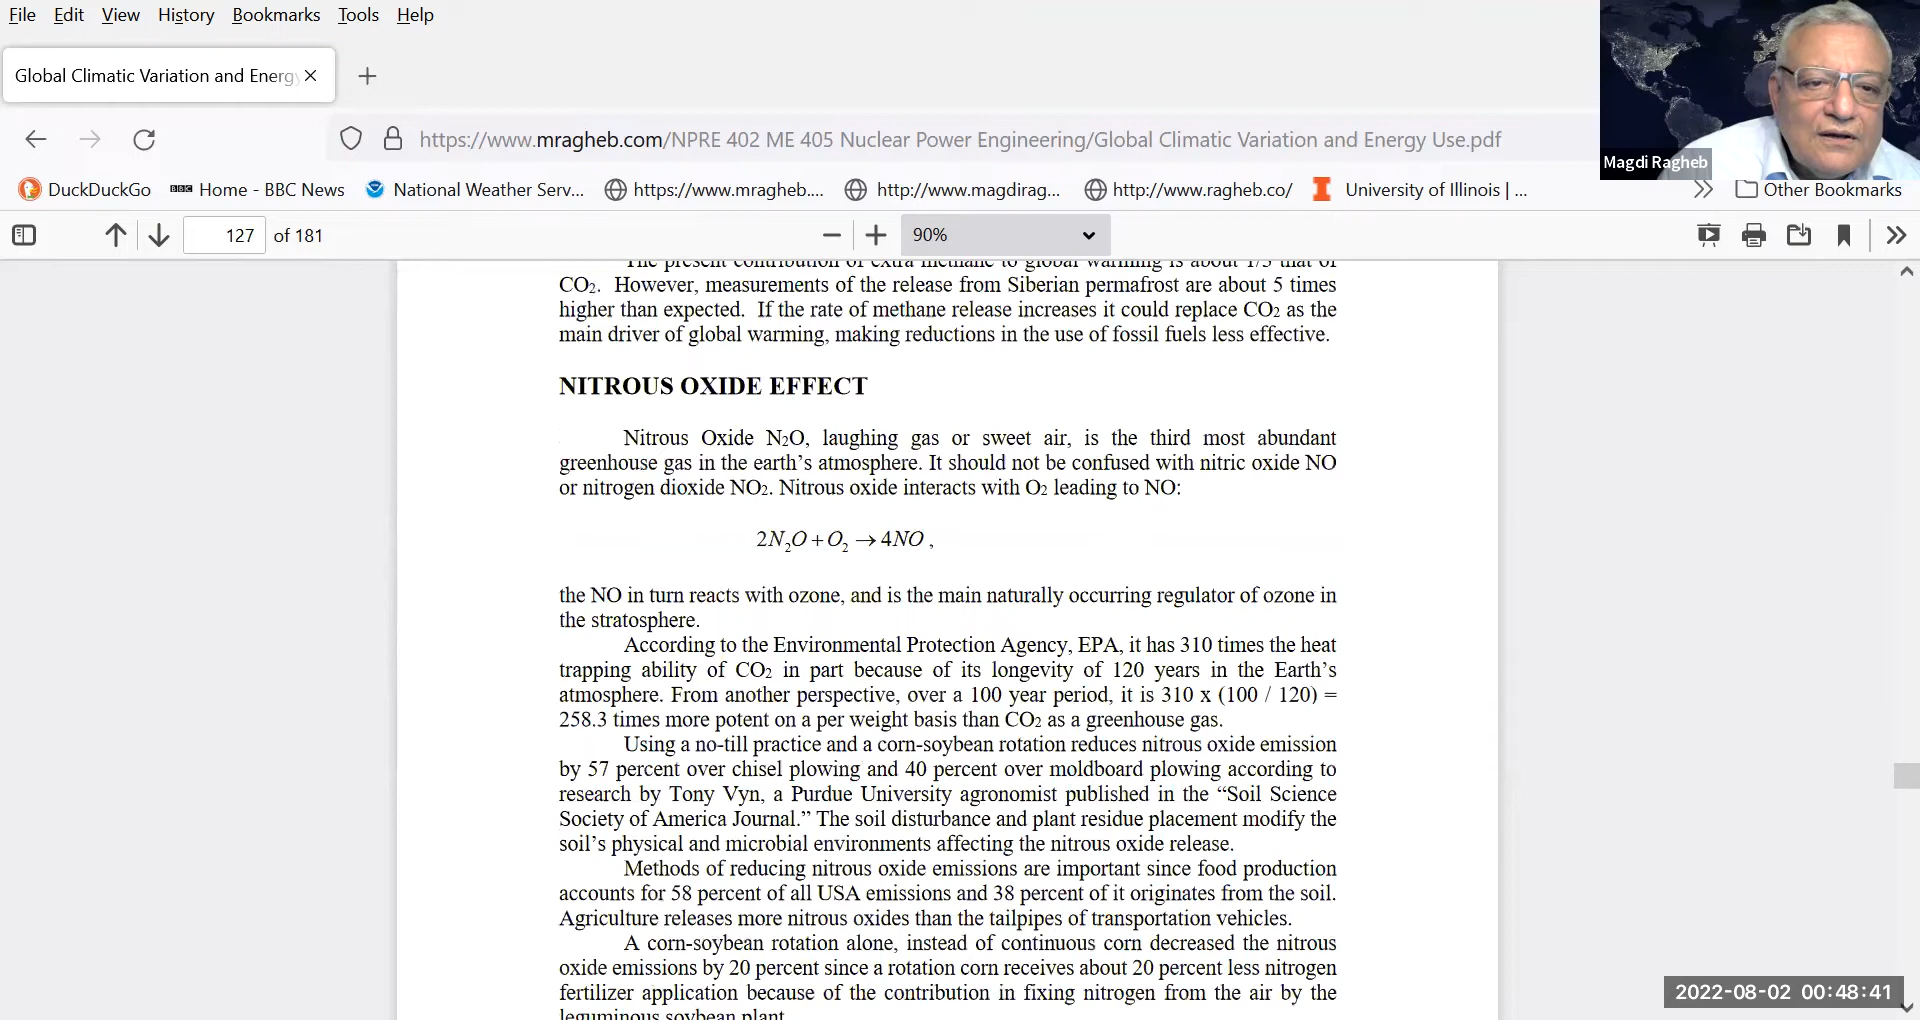 File Edit View History Bookmarks Tools Help
Global Climatic Variation and Energ
https://www.mragheb.com/NPRE 402 ME 405 Nuclear Power Engineering/Global Climatic Variation and Energy Use.pdf
Magdi Ragheb
DuckDuckGo BBC Home - BBC News National Weather Serv... https://www.mragheb.... http://www.magdirag... http://www.ragheb.co/ University of Illinois | ... Other Bookmarks
127 of 181 90%
The present contribution of extra methane to global warming is about 1/3 that of
CO2. However, measurements of the release from Siberian permafrost are about 5 times
higher than expected. If the rate of methane release increases it could replace CO2 as the
main driver of global warming, making reductions in the use of fossil fuels less effective.
NITROUS OXIDE EFFECT
Nitrous Oxide N2O, laughing gas or sweet air, is the third most abundant
greenhouse gas in the earth’s atmosphere. It should not be confused with nitric oxide NO
or nitrogen dioxide NO2. Nitrous oxide interacts with O2 leading to NO:
2N2O + O2 → 4NO ,
the NO in turn reacts with ozone, and is the main naturally occurring regulator of ozone in
the stratosphere.
According to the Environmental Protection Agency, EPA, it has 310 times the heat
trapping ability of CO2 in part because of its longevity of 120 years in the Earth’s
atmosphere. From another perspective, over a 100 year period, it is 310 x (100 / 120) =
258.3 times more potent on a per weight basis than CO2 as a greenhouse gas.
Using a no-till practice and a corn-soybean rotation reduces nitrous oxide emission
by 57 percent over chisel plowing and 40 percent over moldboard plowing according to
research by Tony Vyn, a Purdue University agronomist published in the “Soil Science
Society of America Journal.” The soil disturbance and plant residue placement modify the
soil’s physical and microbial environments affecting the nitrous oxide release.
Methods of reducing nitrous oxide emissions are important since food production
accounts for 58 percent of all USA emissions and 38 percent of it originates from the soil.
Agriculture releases more nitrous oxides than the tailpipes of transportation vehicles.
A corn-soybean rotation alone, instead of continuous corn decreased the nitrous
oxide emissions by 20 percent since a rotation corn receives about 20 percent less nitrogen
fertilizer application because of the contribution in fixing nitrogen from the air by the
leguminous soybean plant.
2022-08-02 00:48:41